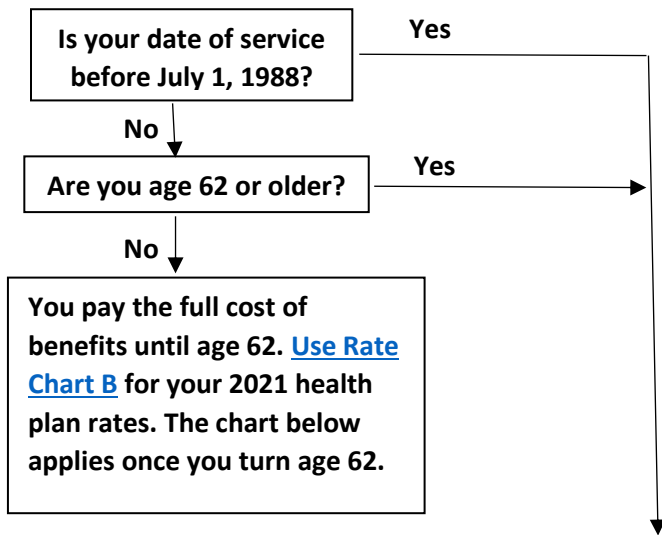 Is your date of service
before July 1, 1988?
Yes
No
Are you age 62 or older?
Yes
No
You pay the full cost of
benefits until age 62. Use Rate
Chart B for your 2021 health
plan rates. The chart below
applies once you turn age 62.